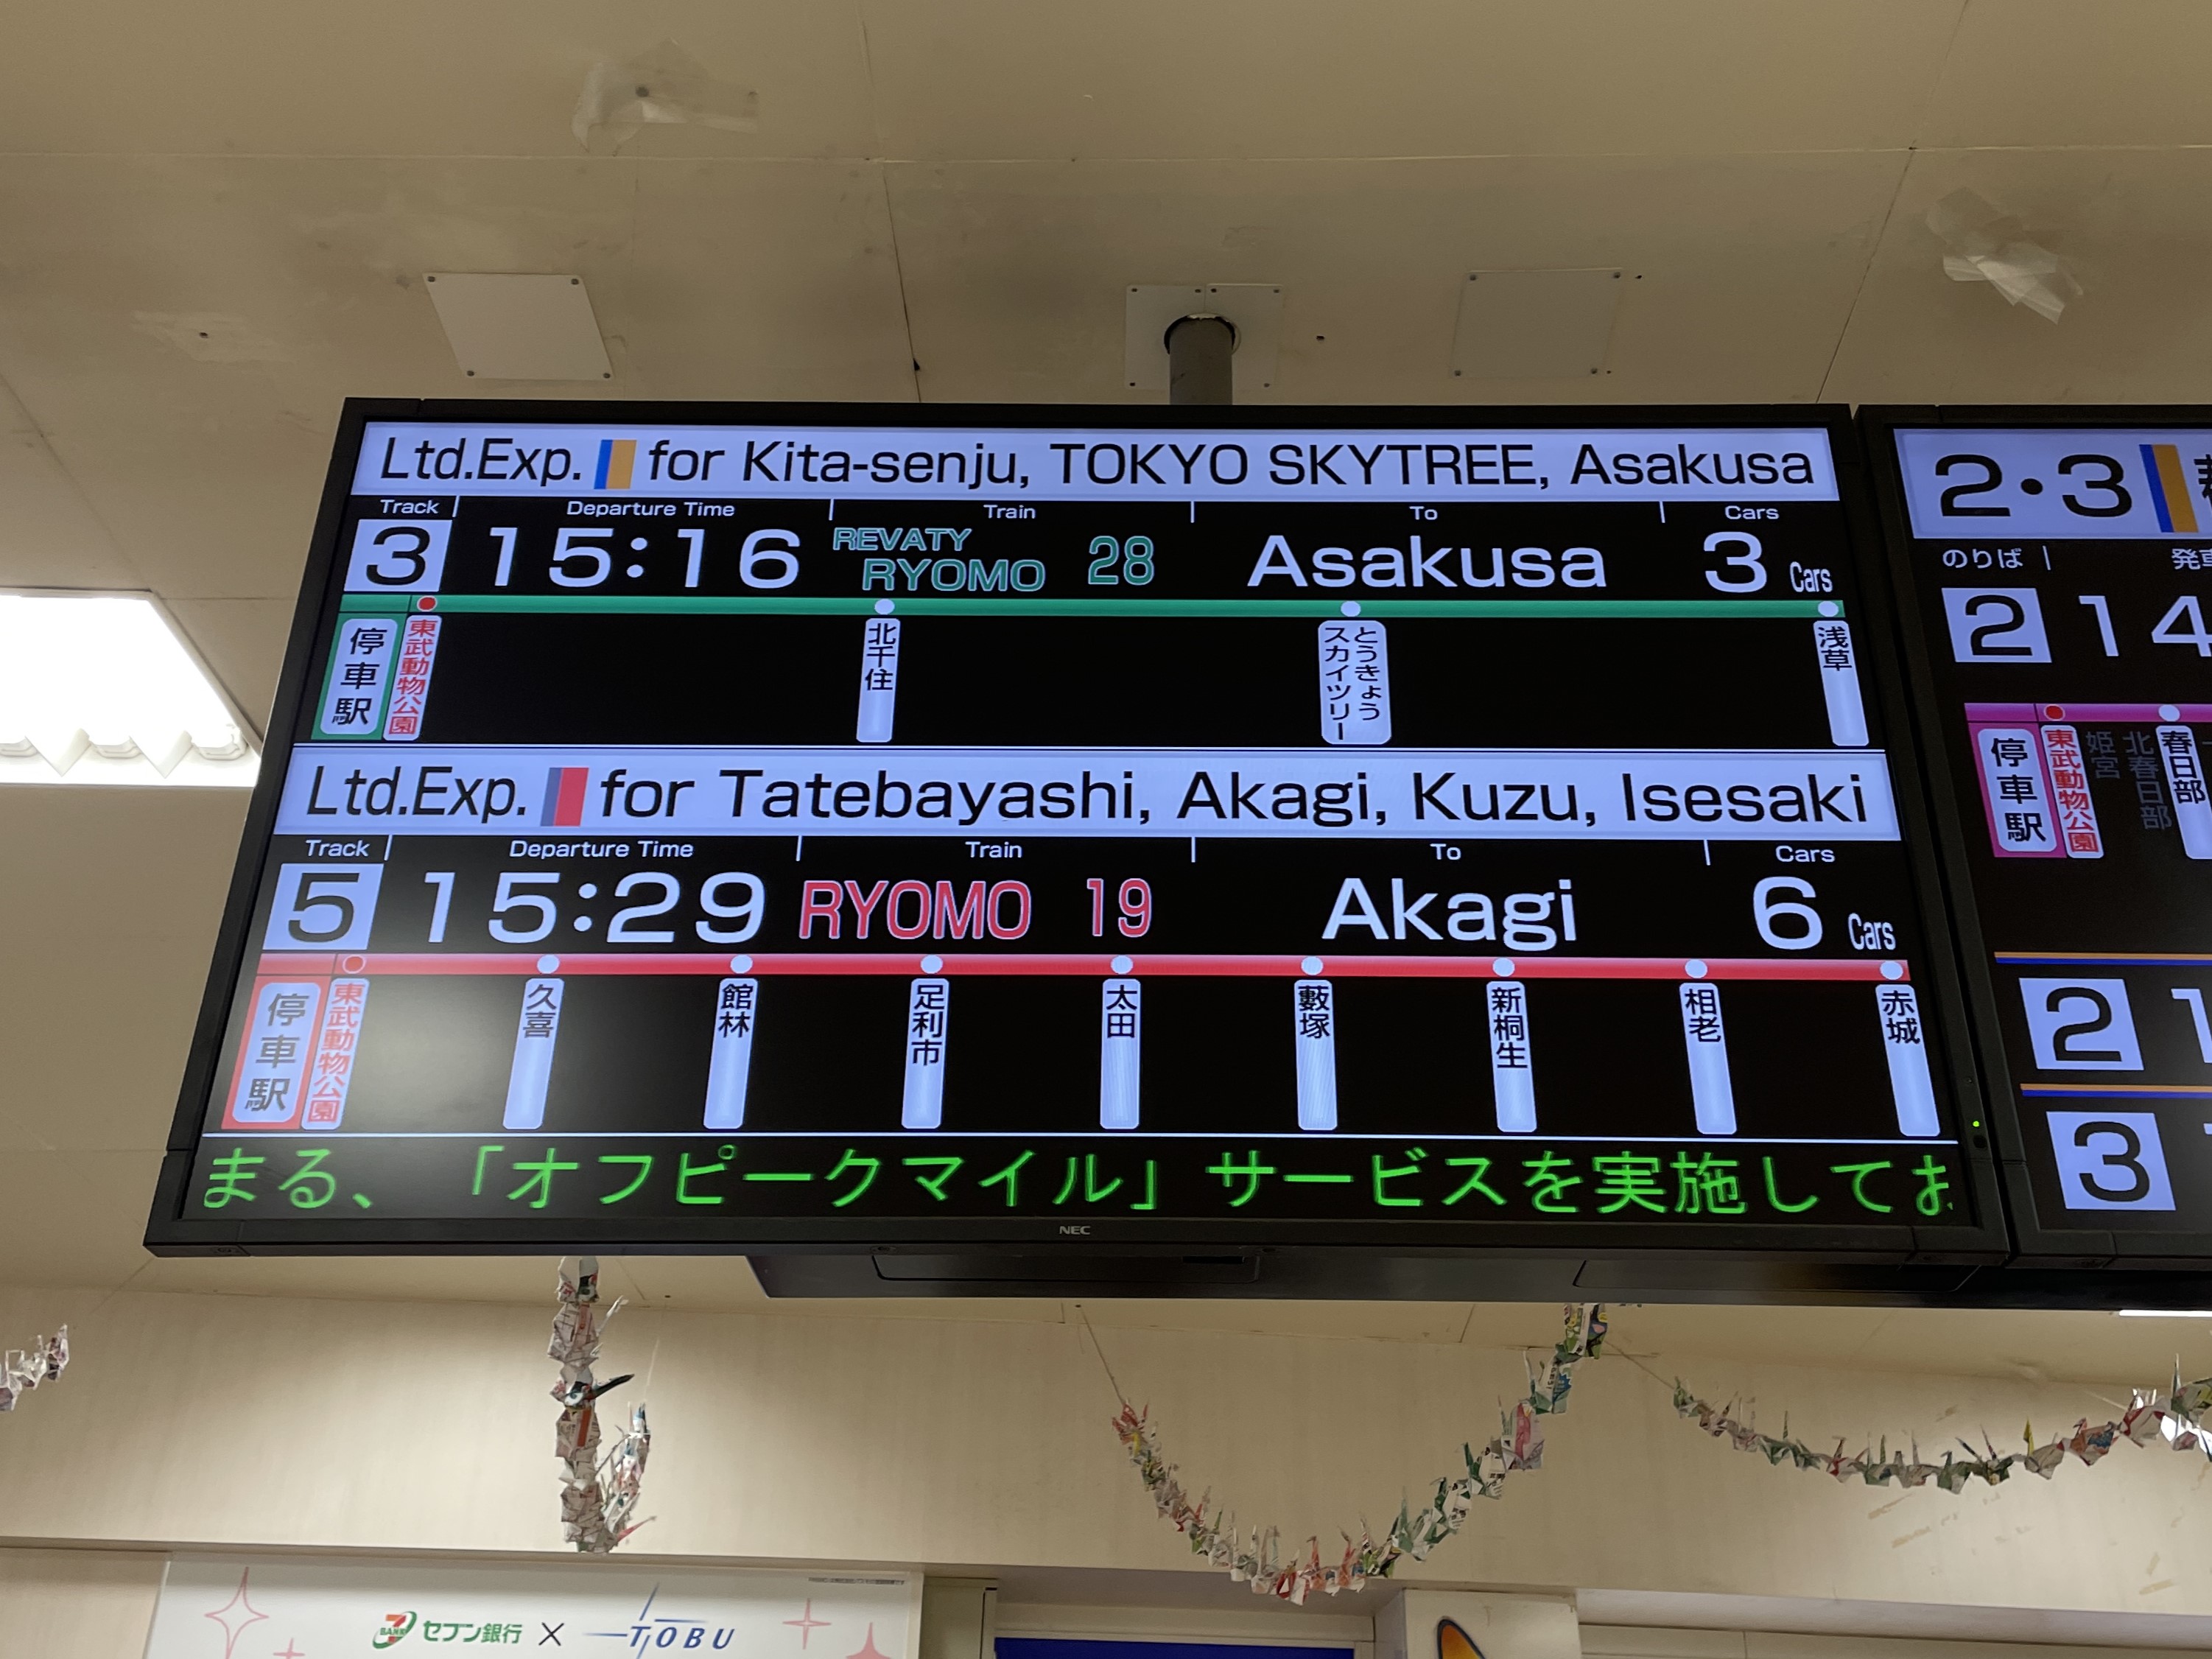 Ltd.Exp. for Kita-senju, TOKYO SKYTREE, Asakusa
Track Departure Time Train To Cars
3 15:16 REVATY RYOMO 28 Asakusa 3 Cars
停車駅 東武動物公園 北千住 とうきょうスカイツリー 浅草
Ltd.Exp. for Tatebayashi, Akagi, Kuzu, Isesaki
Track Departure Time Train To Cars
5 15:29 RYOMO 19 Akagi 6 Cars
停車駅 東武動物公園 久喜 館林 足利市 太田 藪塚 新桐生 相老 赤城
まる、「オフピークマイル」サービスを実施してお
NEC
2・3
のりば 発
2 14
停車駅 東武動物公園 姫宮 北春日部 春日部
2 1
3
7 BANK セブン銀行 × TOBU